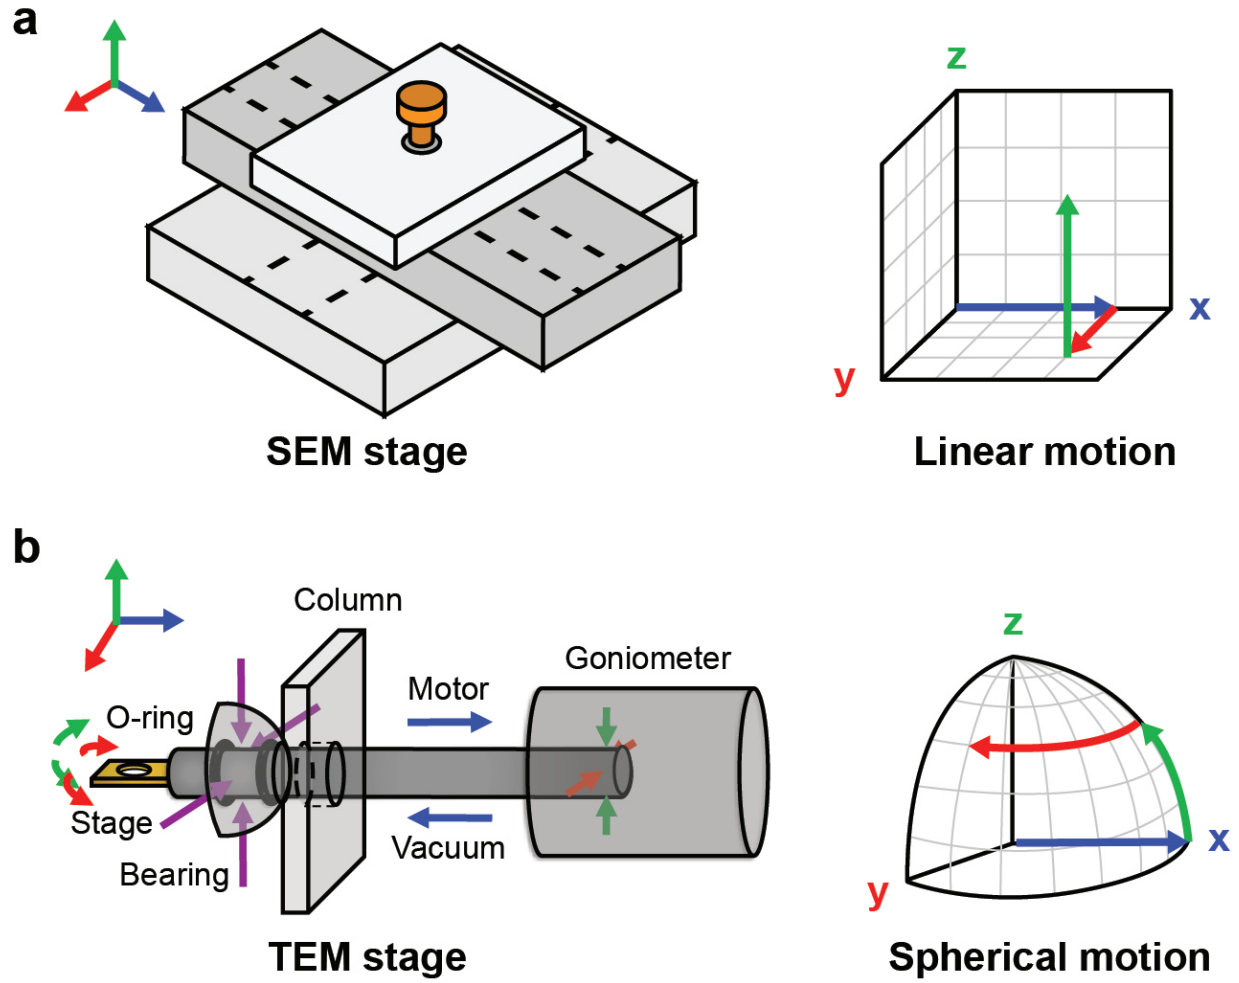 a
z
x
y
SEM stage
Linear motion
b
Column
Goniometer
Motor
O-ring
Stage
Vacuum
Bearing
z
x
y
TEM stage
Spherical motion